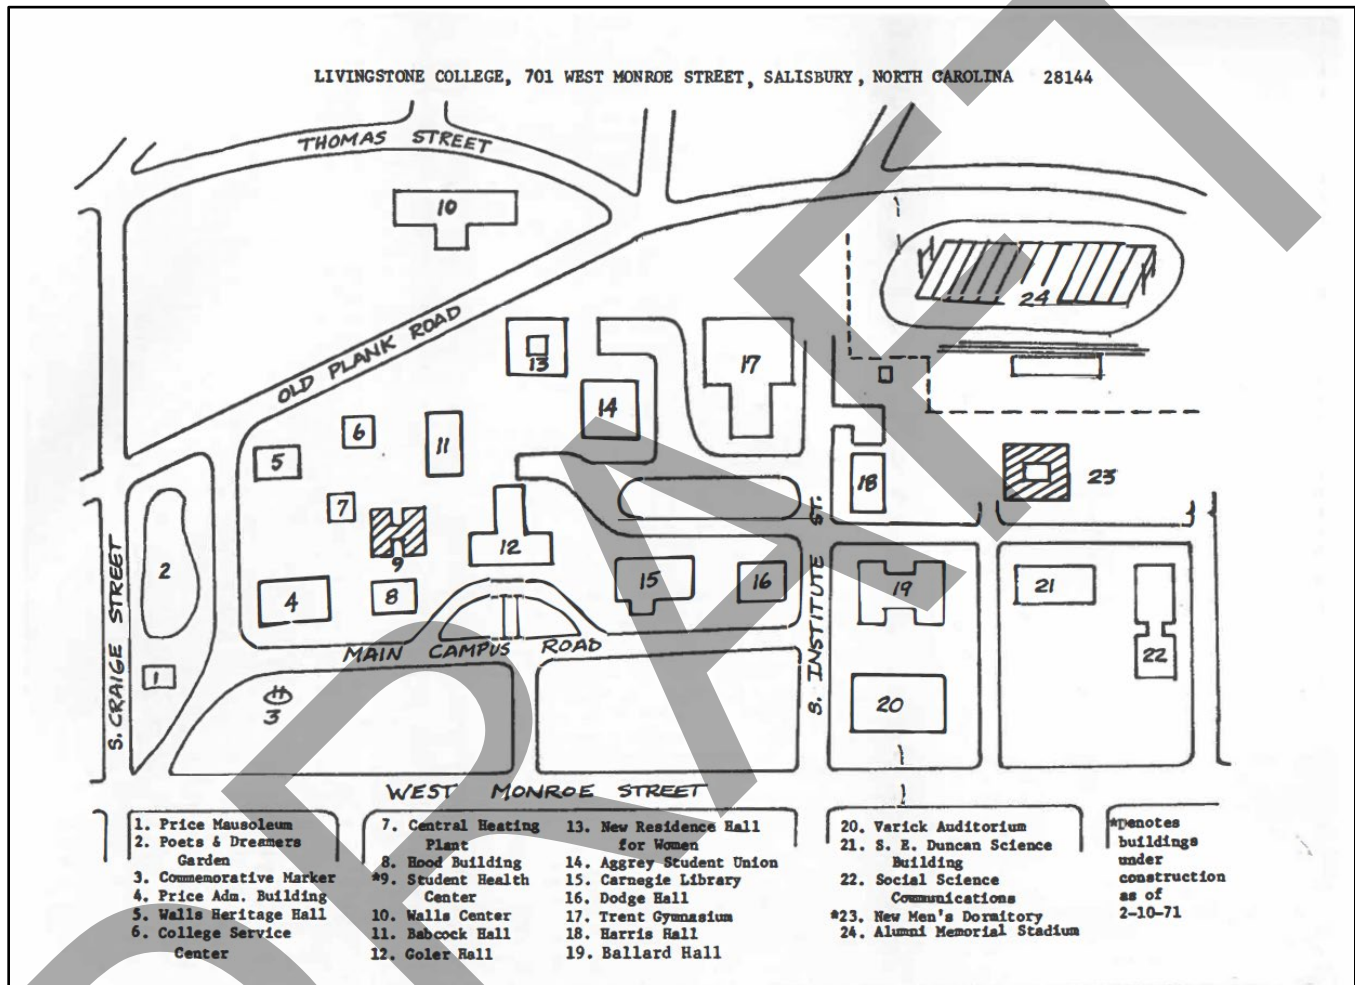 LIVINGSTONE COLLEGE, 701 WEST MONROE STREET, SALISBURY, NORTH CAROLINA 28144
THOMAS STREET
10
24
OLD PLANK ROAD
13
17
14
6
11
5
18
23
7
12
9
S. CRAIGE STREET
2
4
8
15
16
S. INSTITUTE ST.
19
21
MAIN CAMPUS ROAD
22
1
3
20
WEST MONROE STREET
1. Price Mausoleum
2. Poets & Dreamers
Garden
3. Commemorative Marker
4. Price Adm. Building
5. Walls Heritage Hall
6. College Service
Center
7. Central Heating
Plant
8. Hood Building
*9. Student Health
Center
10. Walls Center
11. Babcock Hall
12. Goler Hall
13. New Residence Hall
for Women
14. Aggrey Student Union
15. Carnegie Library
16. Dodge Hall
17. Trent Gymnasium
18. Harris Hall
19. Ballard Hall
20. Varick Auditorium
21. S. E. Duncan Science
Building
22. Social Science
Communications
*23. New Men's Dormitory
24. Alumni Memorial Stadium
*Denotes
buildings
under
construction
as of
2-10-71
DRAFT